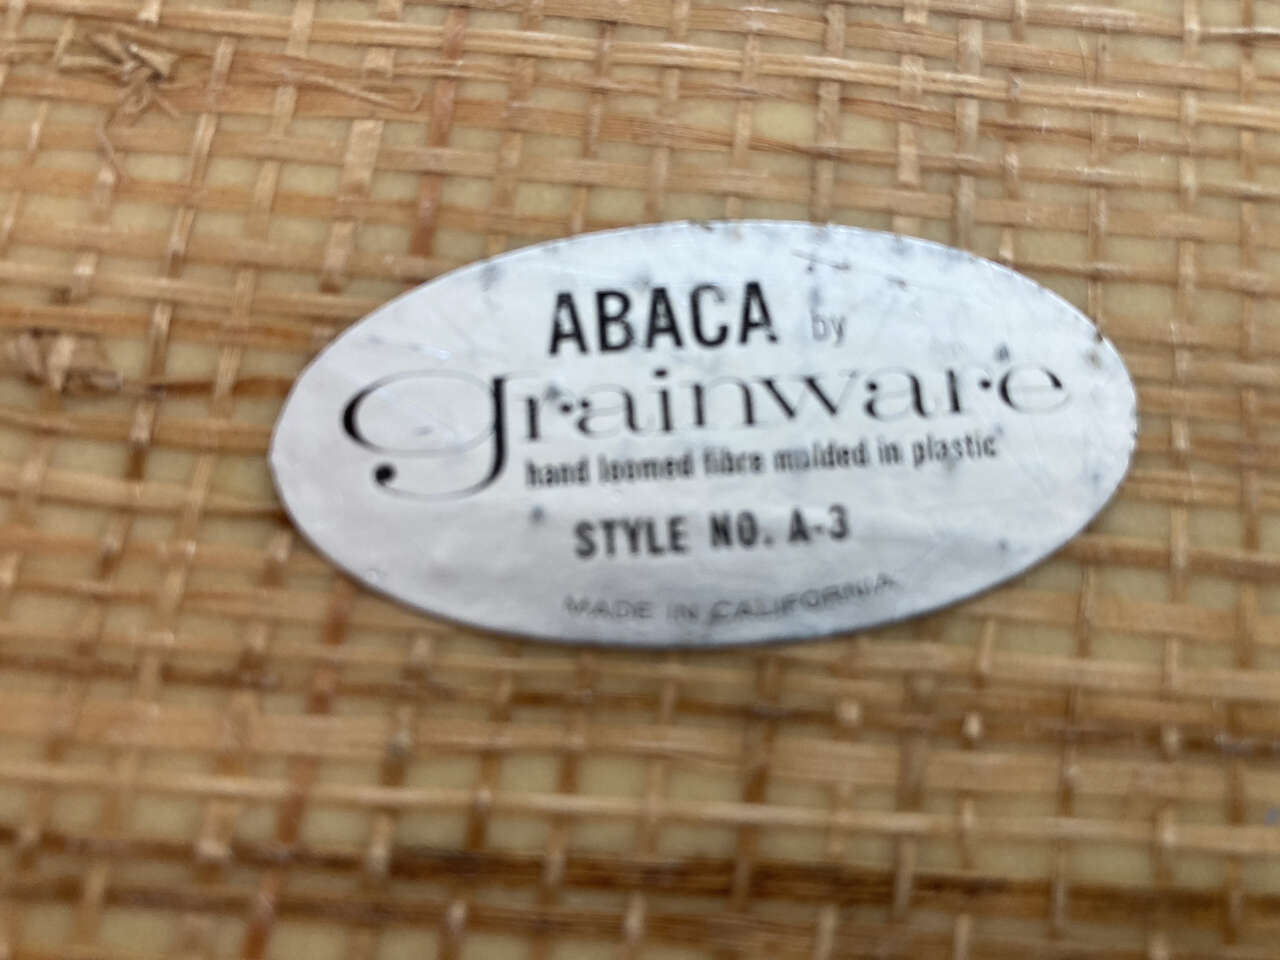 ABACA by
Grainware
hand loomed fibre molded in plastic
STYLE NO. A-3
MADE IN CALIFORNIA